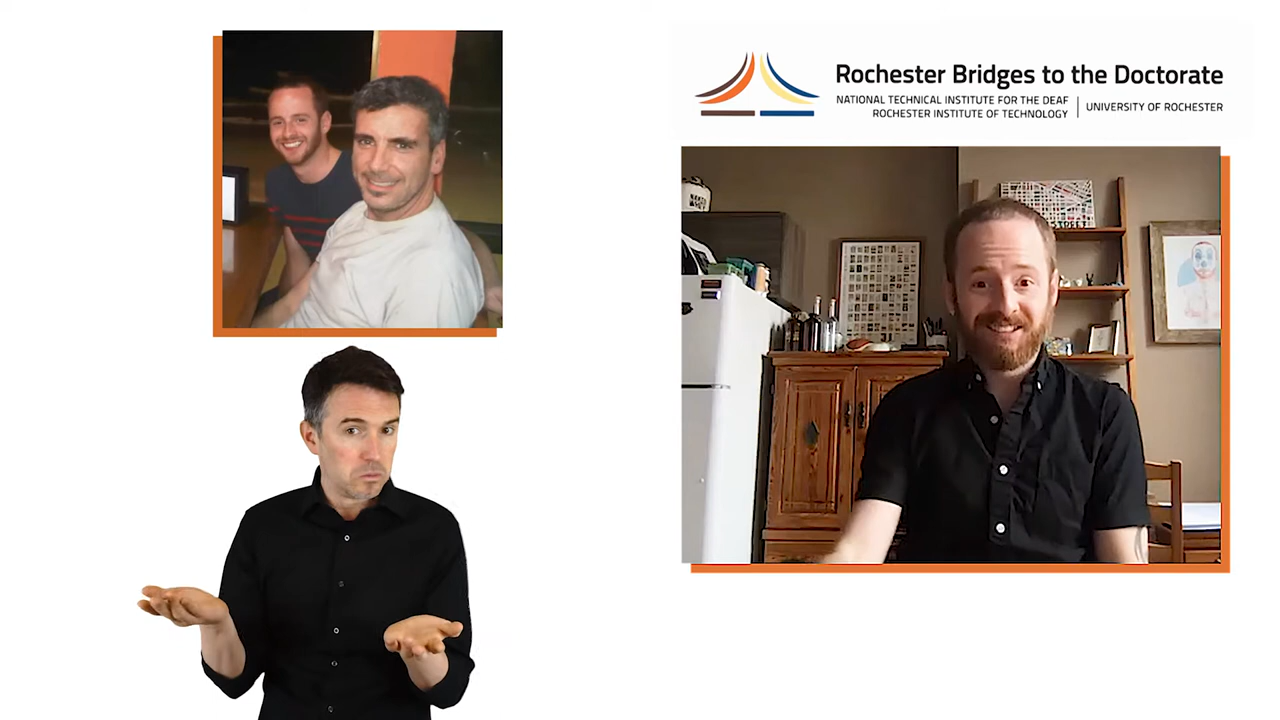 Rochester Bridges to the Doctorate
NATIONAL TECHNICAL INSTITUTE FOR THE DEAF
ROCHESTER INSTITUTE OF TECHNOLOGY
UNIVERSITY OF ROCHESTER